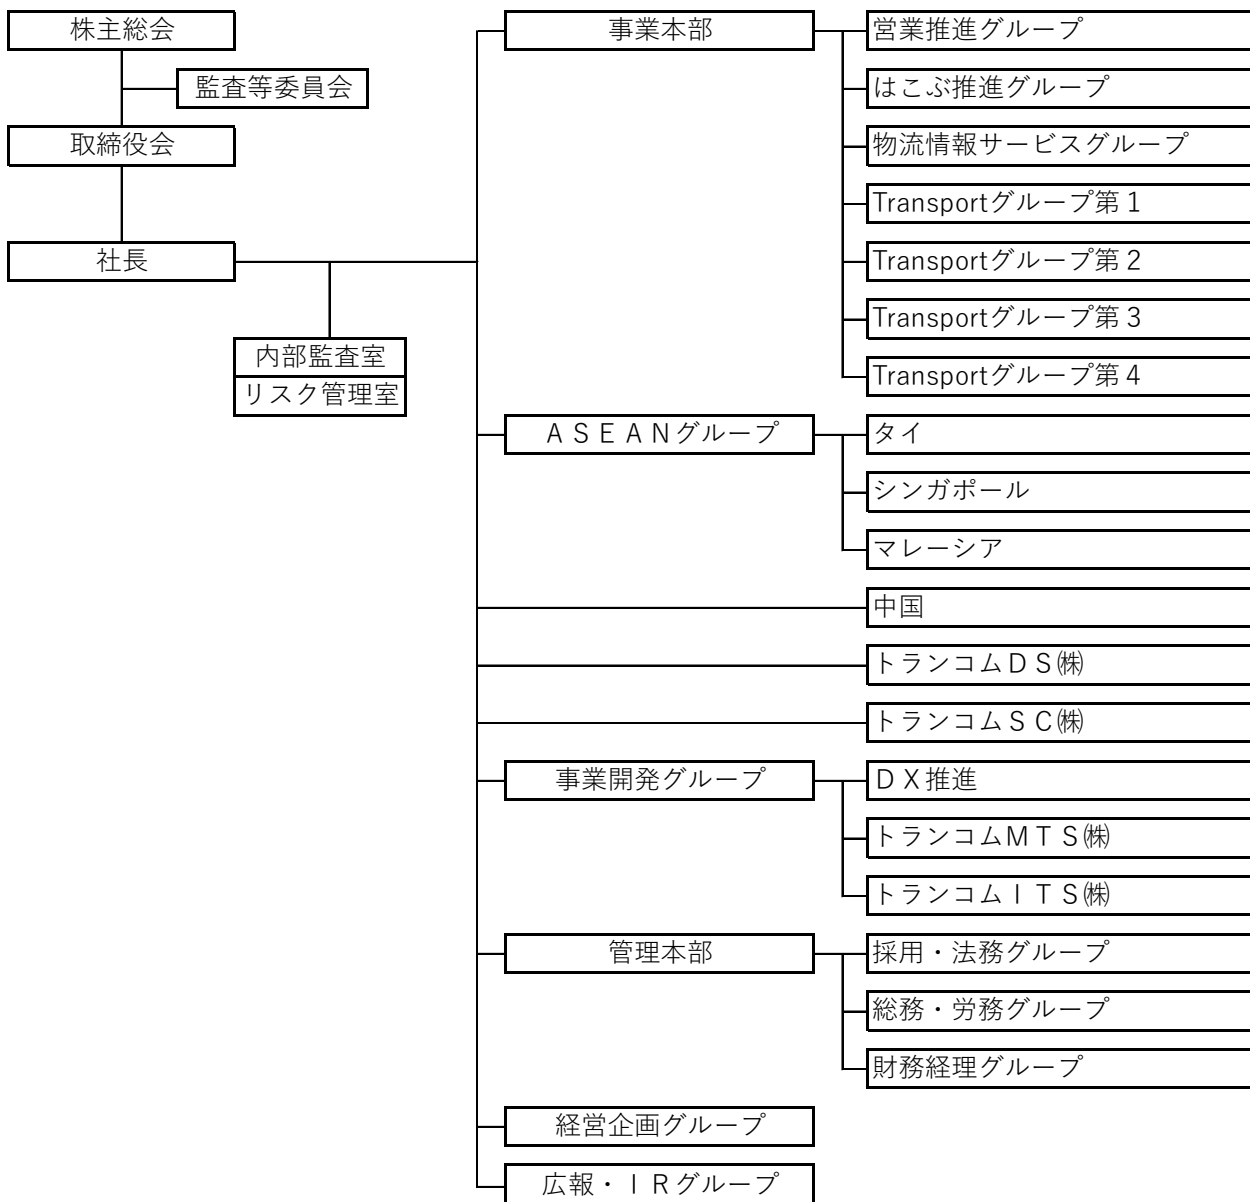 株主総会
監査等委員会
取締役会
社長
内部監査室
リスク管理室
事業本部
営業推進グループ
はこぶ推進グループ
物流情報サービスグループ
Transportグループ第１
Transportグループ第２
Transportグループ第３
Transportグループ第４
ＡＳＥＡＮグループ
タイ
シンガポール
マレーシア
中国
トランコムＤＳ㈱
トランコムＳＣ㈱
事業開発グループ
ＤＸ推進
トランコムＭＴＳ㈱
トランコムＩＴＳ㈱
管理本部
採用・法務グループ
総務・労務グループ
財務経理グループ
経営企画グループ
広報・ＩＲグループ